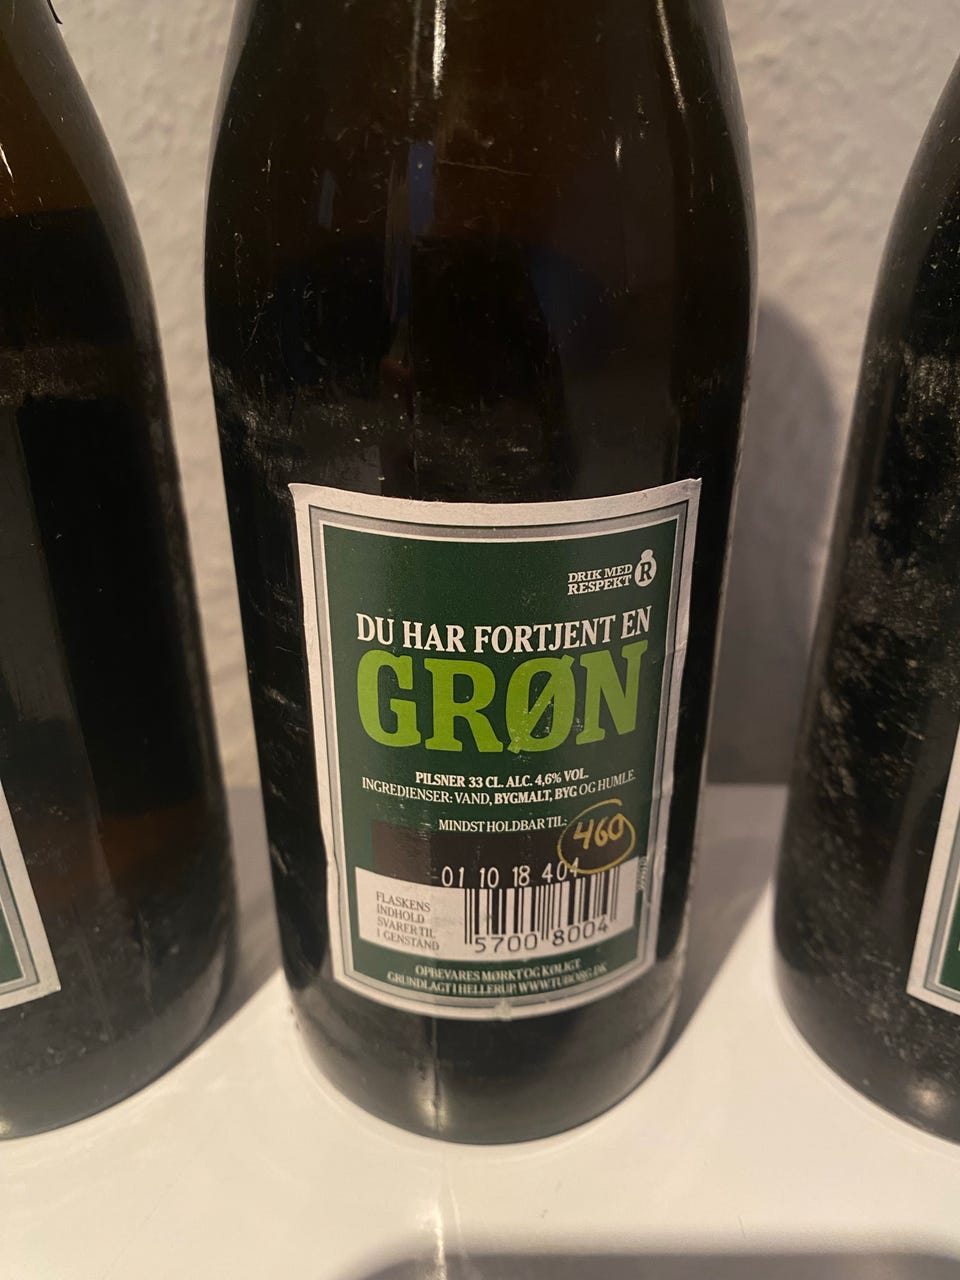 DRIK MED
RESPEKT R
DU HAR FORTJENT EN
GRØN
PILSNER 33 CL. ALC. 4,6% VOL.
INGREDIENSER: VAND, BYGMALT, BYG OG HUMLE.
MINDST HOLDBAR TIL:
460
01 10 18 404
FLASKENS
INDHOLD
SVARER TIL
1 GENSTAND
5700 8004
OPBEVARES MØRKT OG KØLIGT.
GRUNDLAGT I HELLERUP. WWW.TUBORG.DK